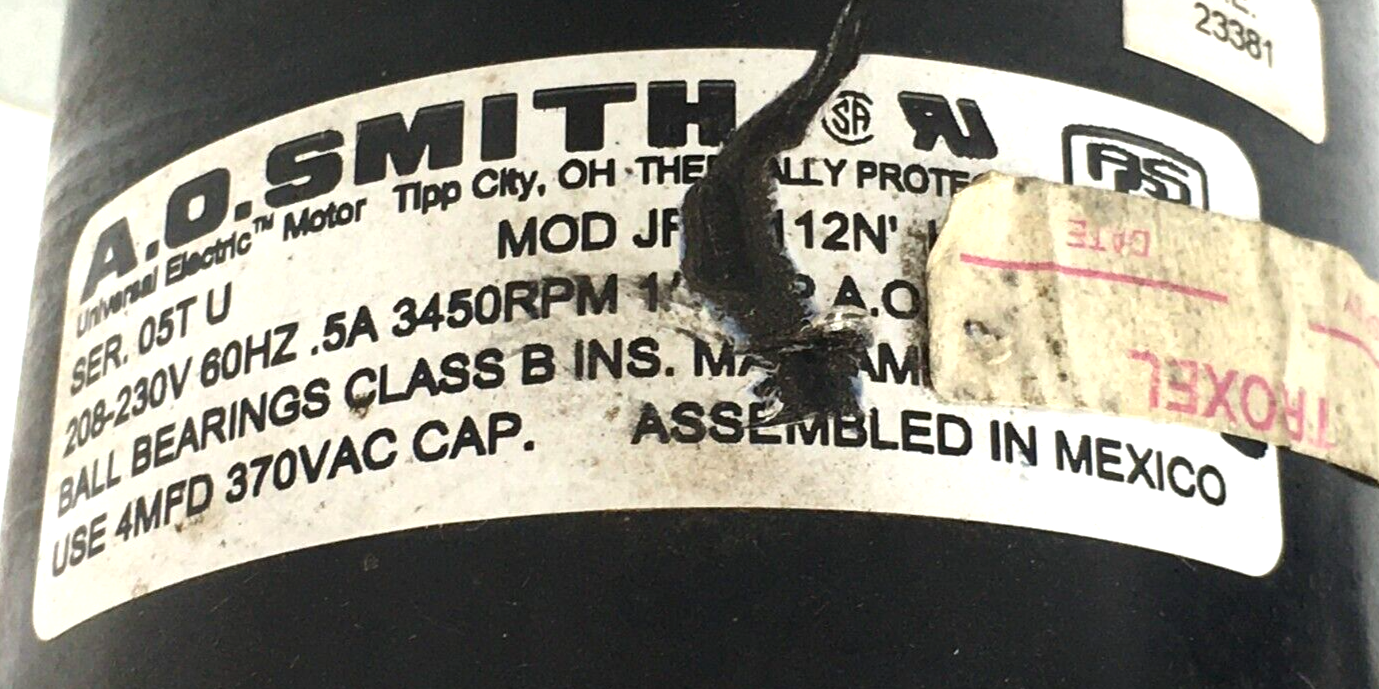 23381
A.O.SMITH
Universal Electric™ Motor Tipp City, OH
MOD 112N'
SER. 05T U
208-230V 60HZ .5A 3450RPM A.O
BALL BEARINGS CLASS B INS.
USE 4MFD 370VAC CAP. ASSEMBLED IN MEXICO
DATE
TROXEL